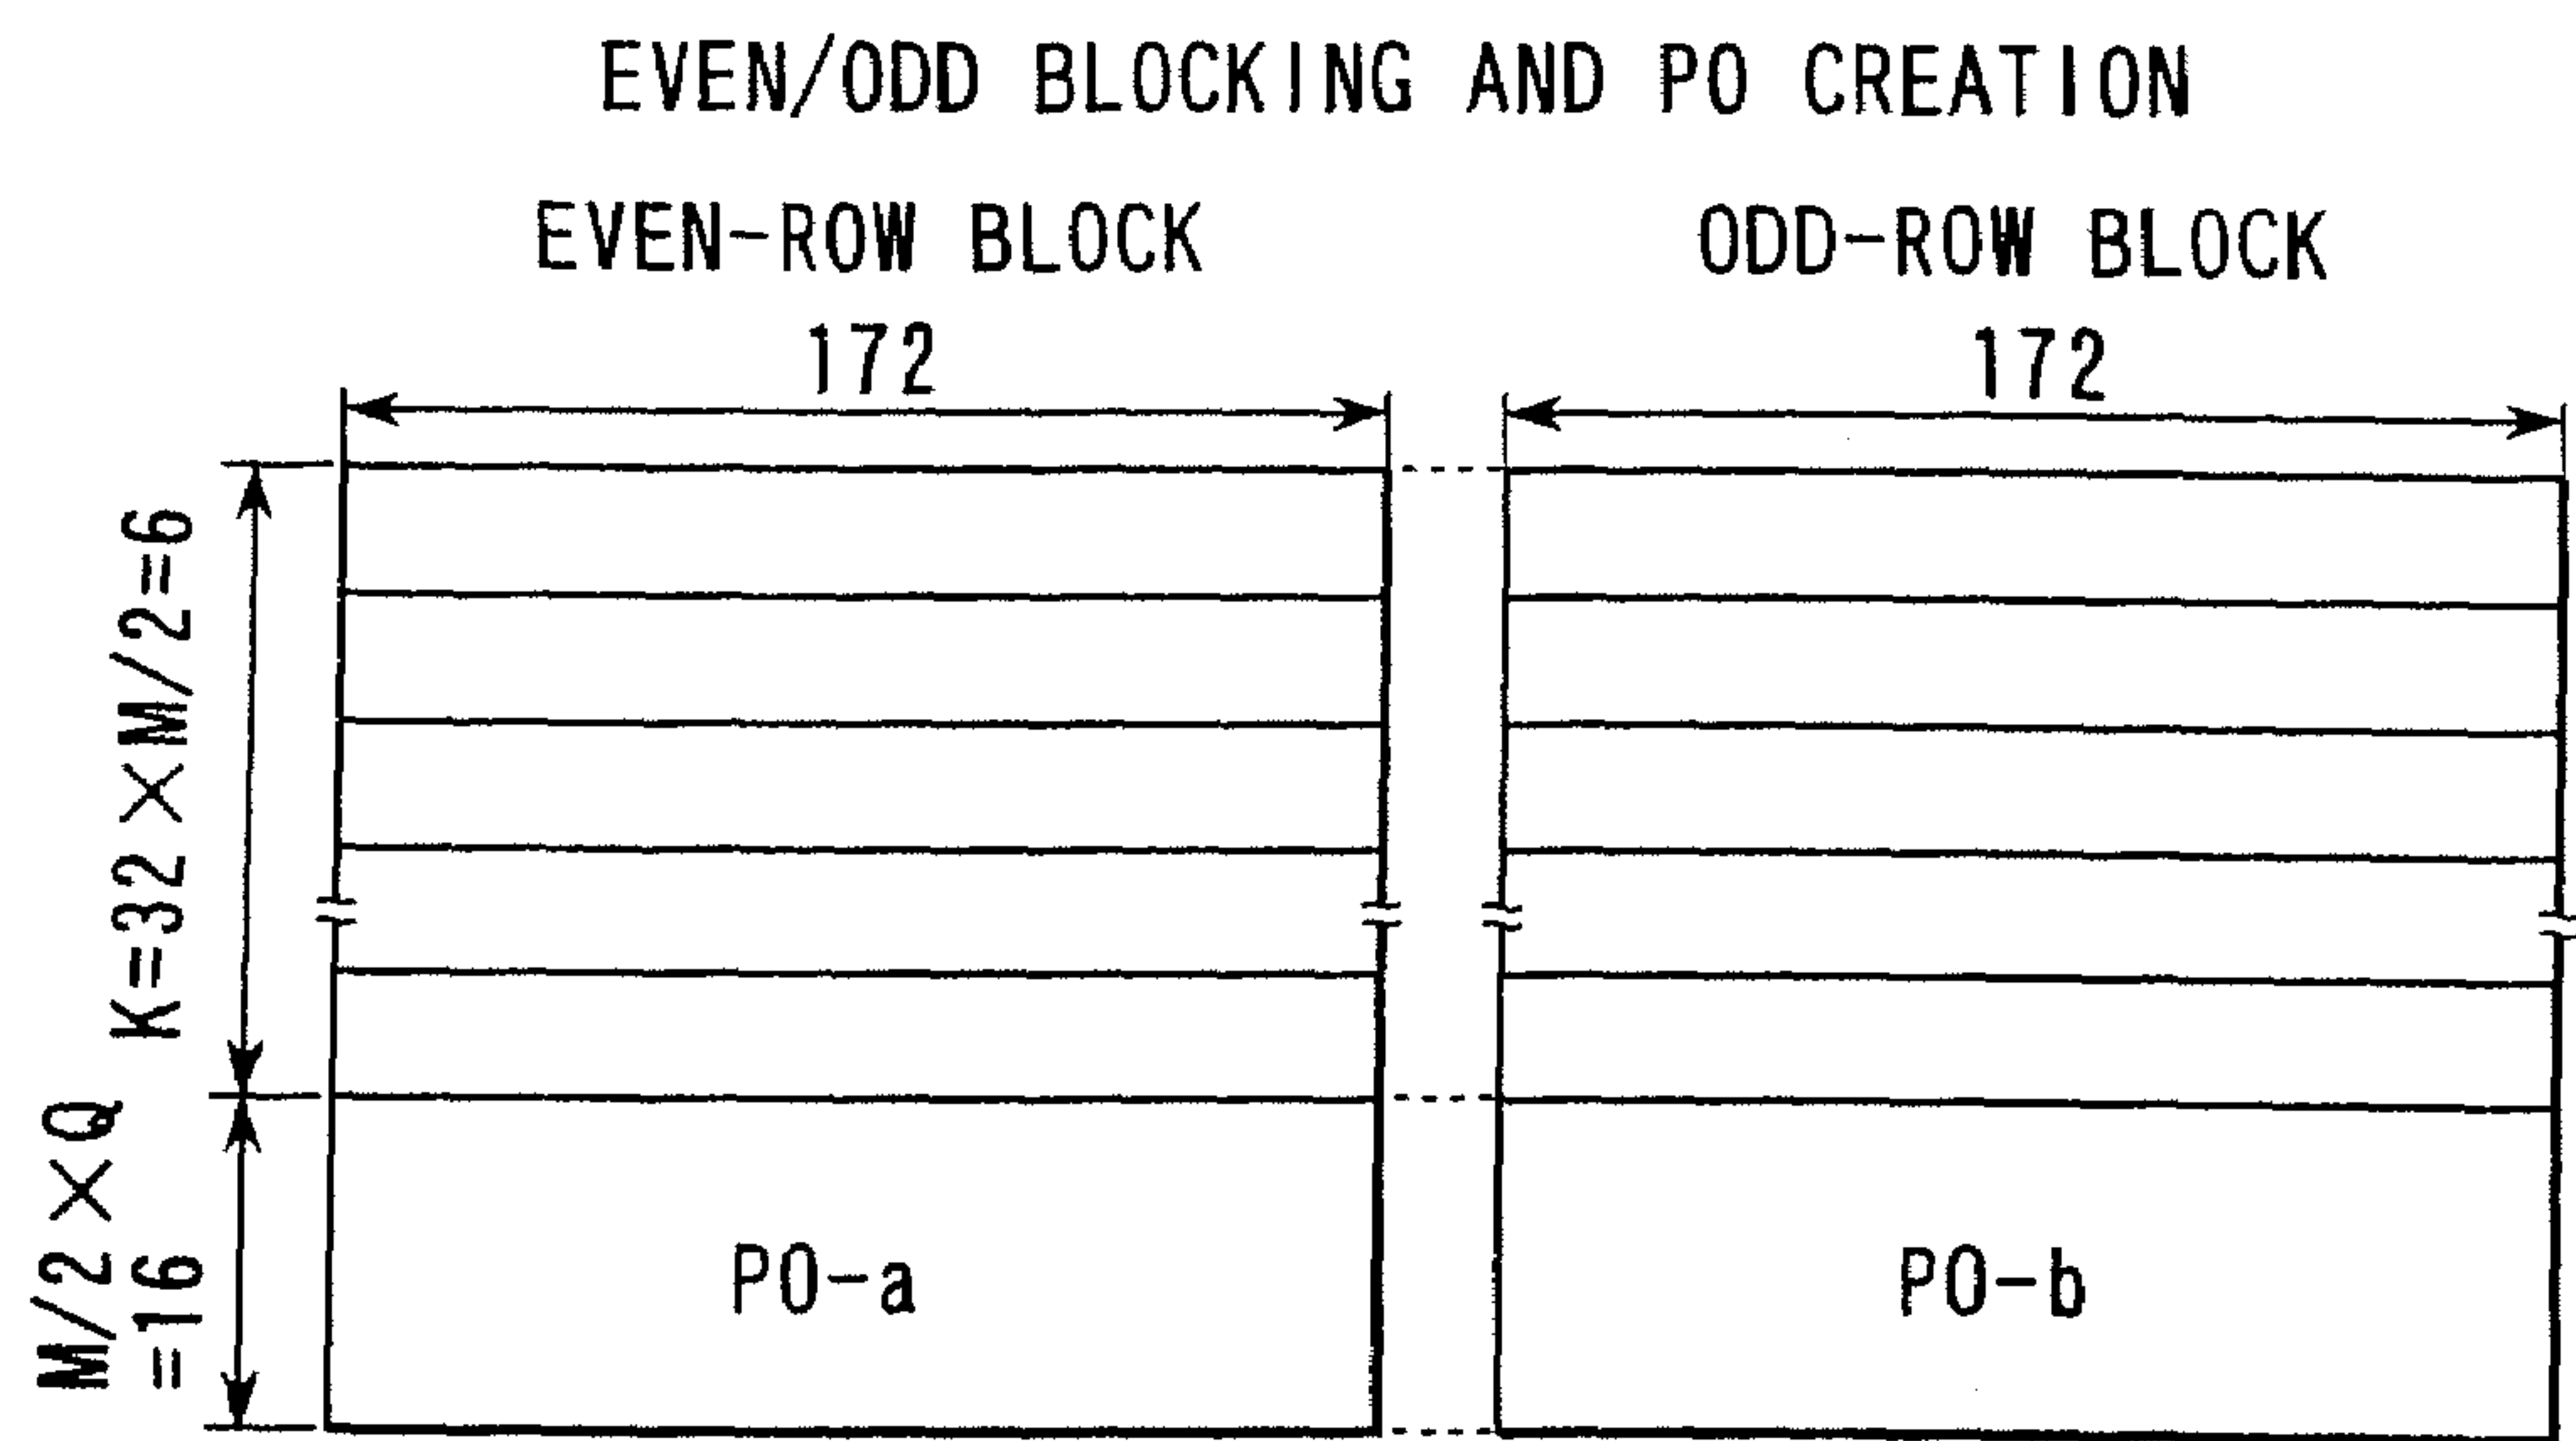 EVEN/ODD BLOCKING AND PO CREATION
EVEN-ROW BLOCK
ODD-ROW BLOCK
172
172
K=32×M/2=6
M/2×Q
=16
PO-a
PO-b